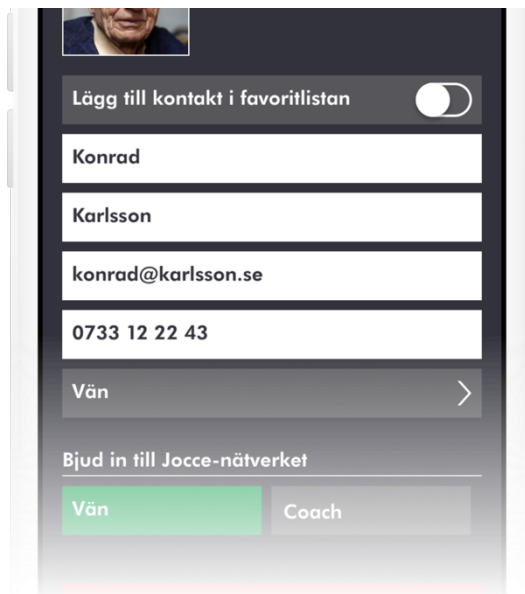 Lägg till kontakt i favoritlistan
Konrad
Karlsson
konrad@karlsson.se
0733 12 22 43
Vän
Bjud in till Jocce-nätverket
Vän Coach